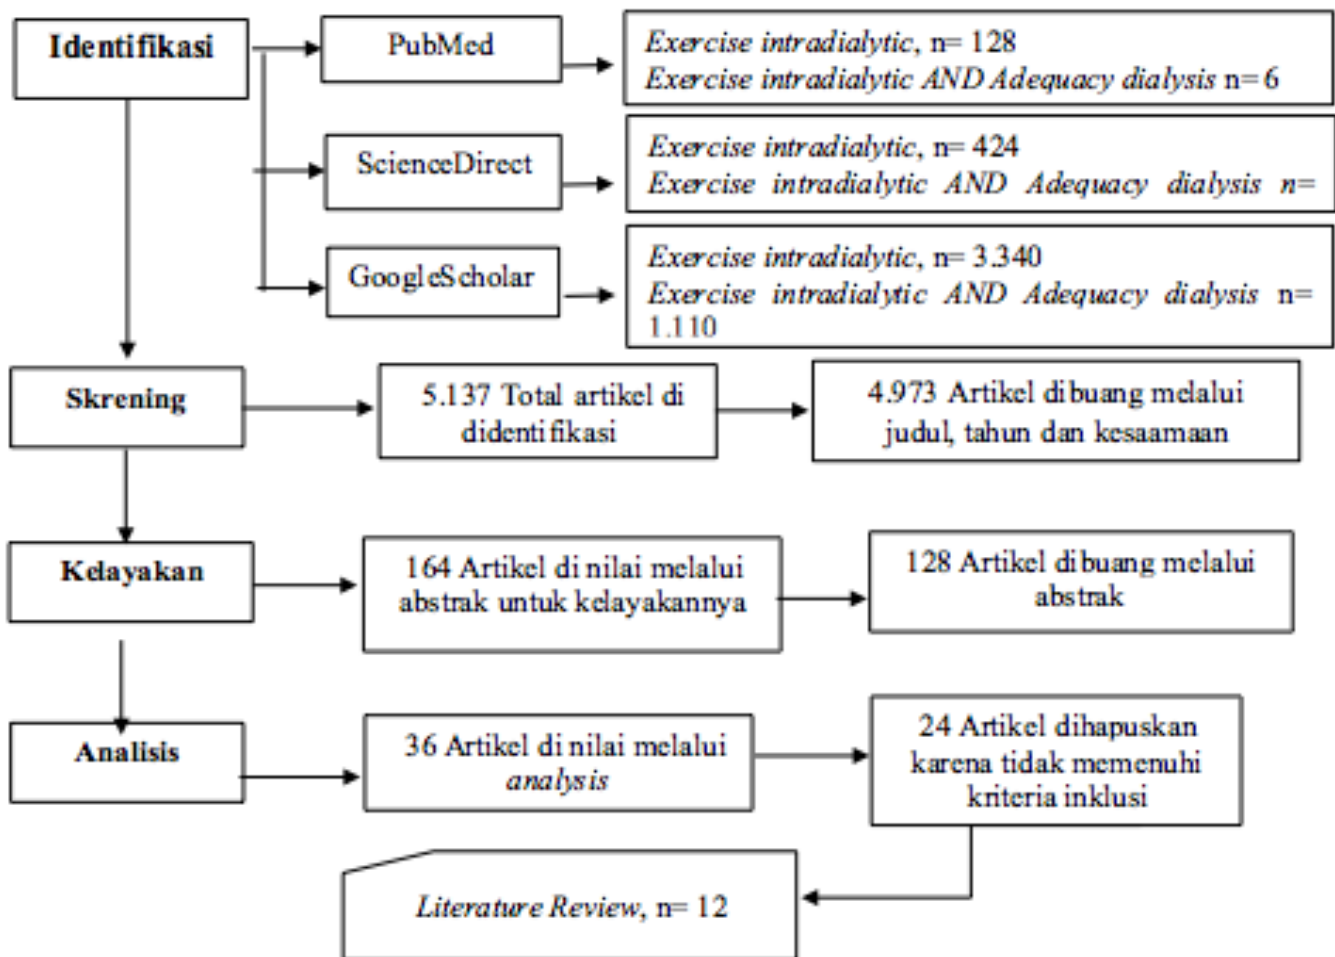 Identifikasi
PubMed
Exercise intradialytic, n= 128
Exercise intradialytic AND Adequacy dialysis n= 6
ScienceDirect
Exercise intradialytic, n= 424
Exercise intradialytic AND Adequacy dialysis n=
GoogleScholar
Exercise intradialytic, n= 3.340
Exercise intradialytic AND Adequacy dialysis n=
1.110
Skrening
5.137 Total artikel di
didentifikasi
4.973 Artikel dibuang melalui
judul, tahun dan kesaamaan
Kelayakan
164 Artikel di nilai melalui
abstrak untuk kelayakannya
128 Artikel dibuang melalui
abstrak
Analisis
36 Artikel di nilai melalui
analysis
24 Artikel dihapuskan
karena tidak memenuhi
kriteria inklusi
Literature Review, n= 12